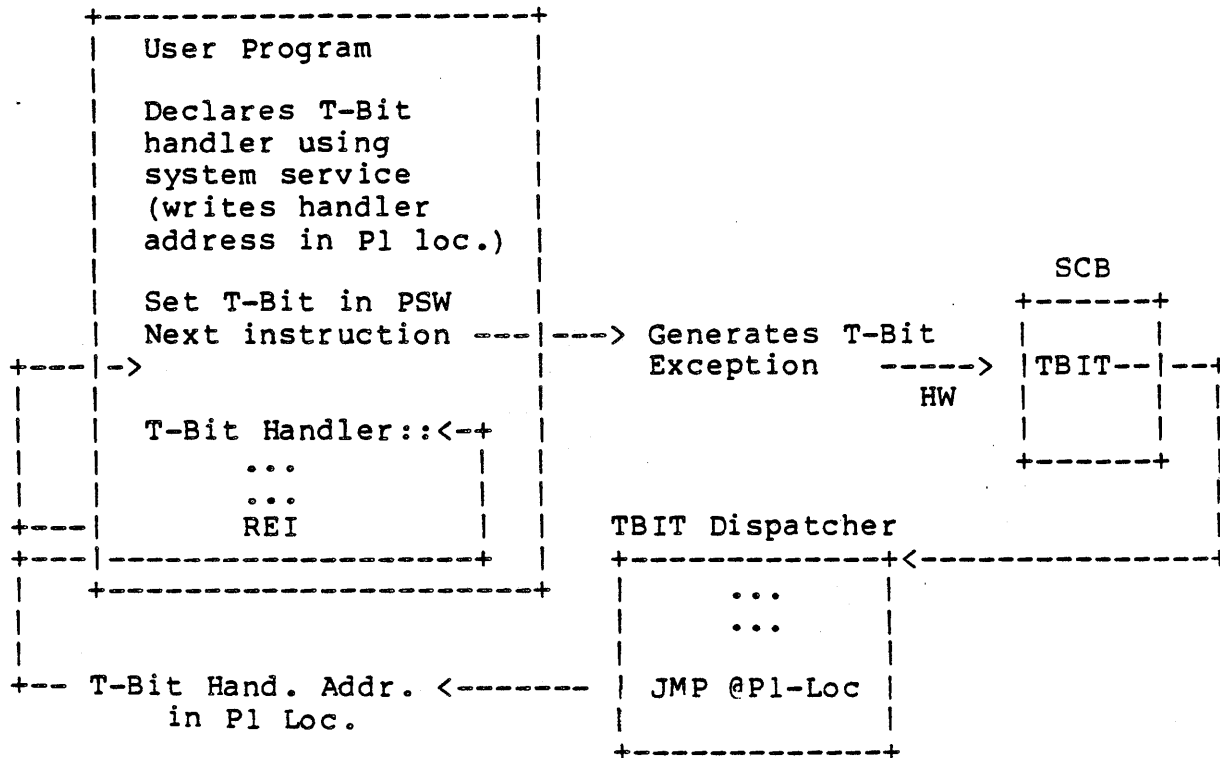 User Program
Declares T-Bit
handler using
system service
(writes handler
address in P1 loc.)
Set T-Bit in PSW
Next instruction ----|---> Generates T-Bit
Exception -----> |TBIT--|--+
SCB
HW
T-Bit Handler::<-+
...
...
REI
TBIT Dispatcher
...
...
JMP @P1-Loc
+-- T-Bit Hand. Addr. <-------
in P1 Loc.